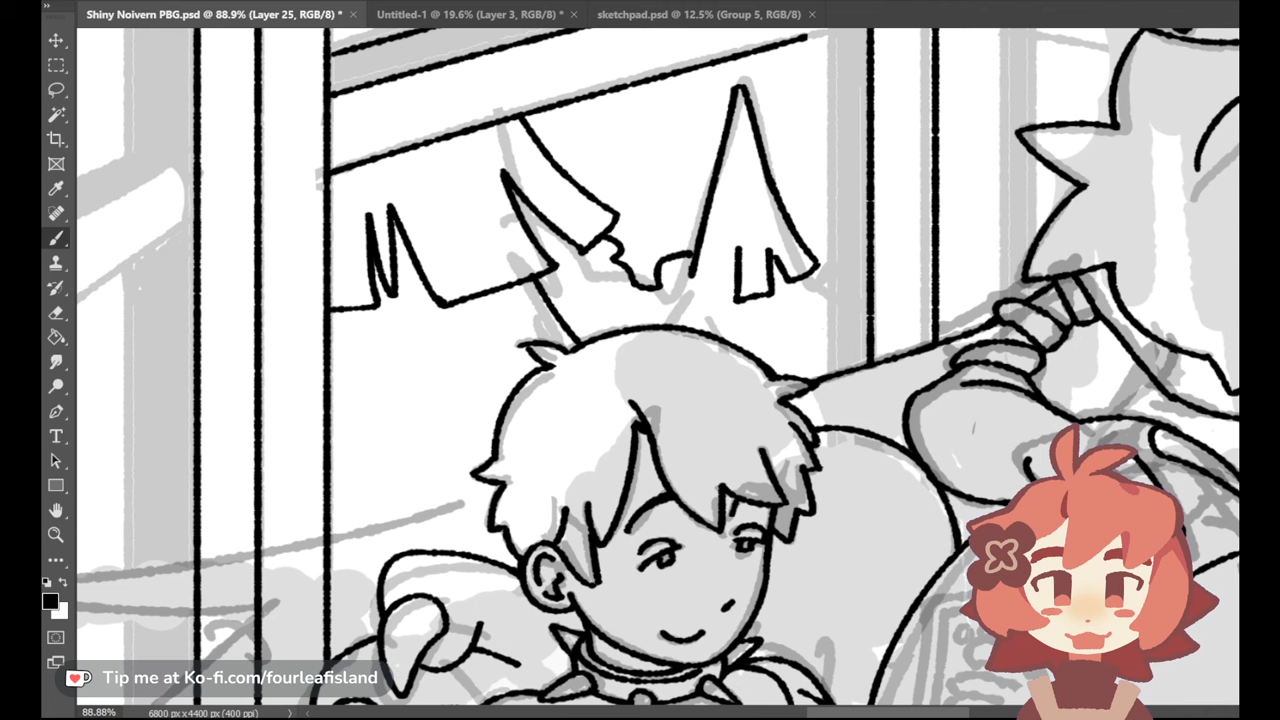 Shiny Noivern PBG.psd @ 88.9% (Layer 25, RGB/8) *
Untitled-1 @ 19.6% (Layer 3, RGB/8) *
sketchpad.psd @ 12.5% (Group 5, RGB/8)
Tip me at Ko-fi.com/fourleafisland
88.88%
6800 px x4400 px (400 ppi)